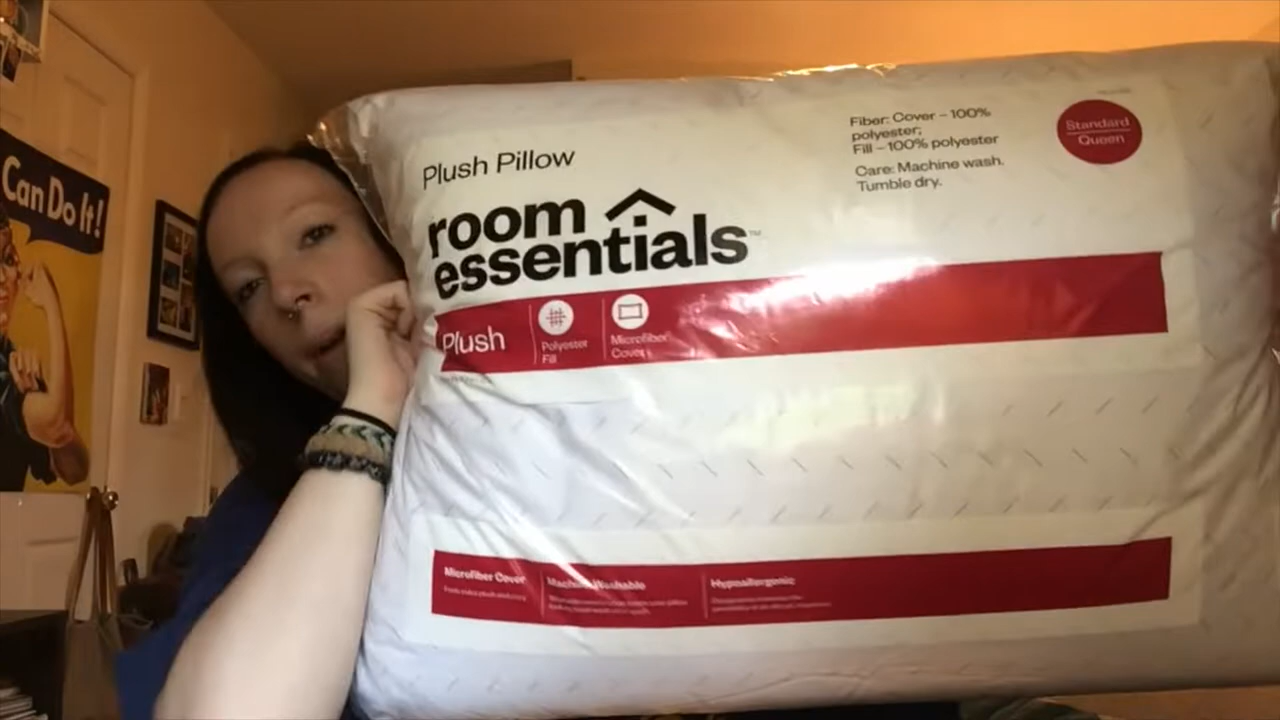 Can Do It!
Plush Pillow
room
essentials™
Fiber: Cover – 100%
polyester;
Fill – 100% polyester
Care: Machine wash.
Tumble dry.
Standard
Queen
Plush
Polyester
Fill
Microfiber
Cover
Microfiber Cover
Machine Washable
Hypoallergenic